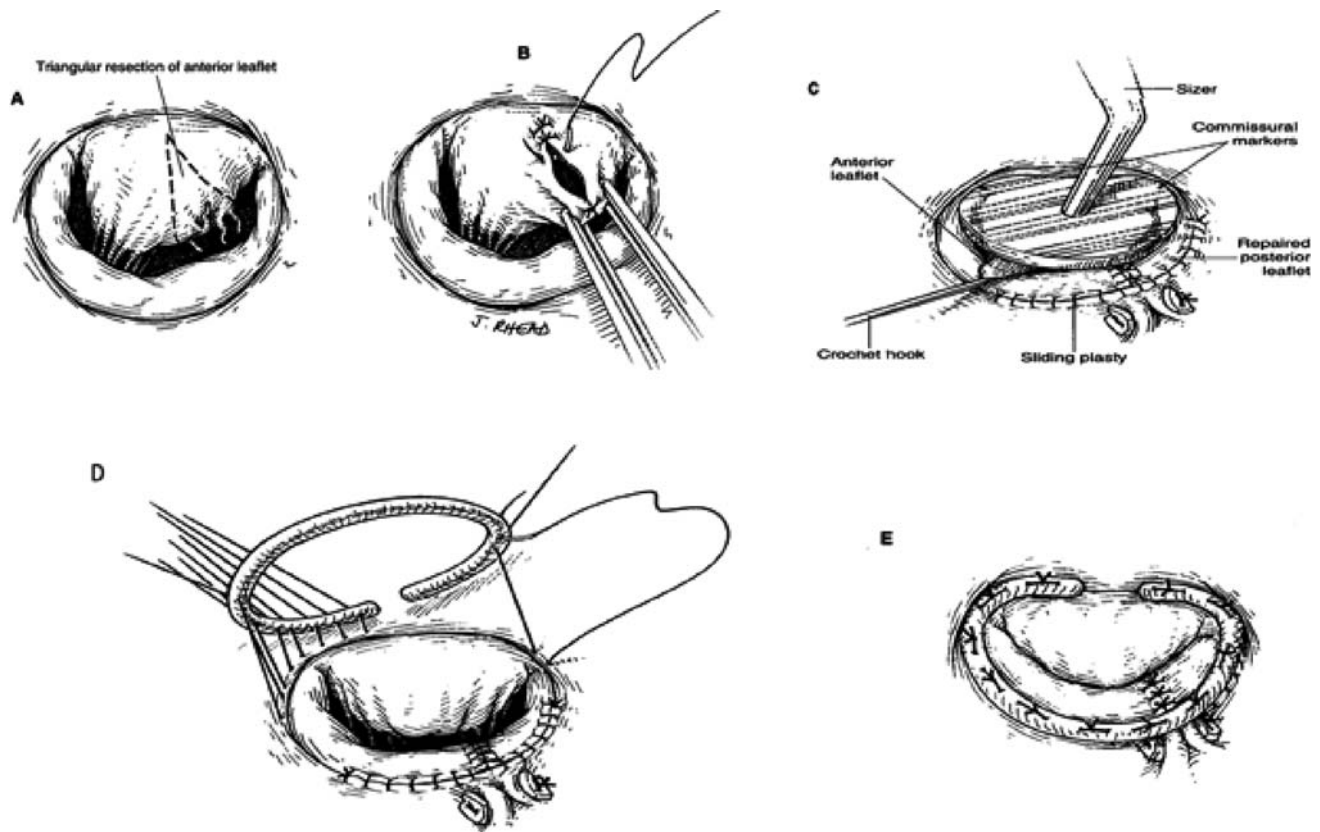 A
Triangular resection of anterior leaflet
B
J. RHEAD
C
Sizer
Commissural
markers
Anterior
leaflet
Repaired
posterior
leaflet
Crochet hook
Sliding plasty
D
E